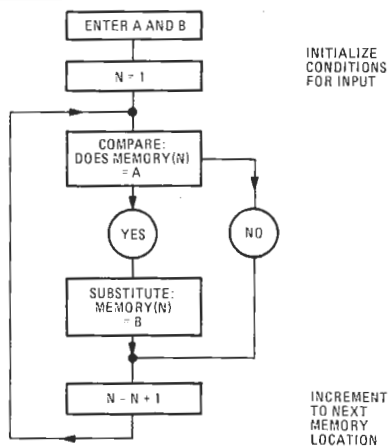 ENTER A AND B
INITIALIZE
CONDITIONS
FOR INPUT
N = 1
COMPARE:
DOES MEMORY(N)
= A
YES
NO
SUBSTITUTE:
MEMORY(N)
= B
N - N + 1
INCREMENT
TO NEXT
MEMORY
LOCATION